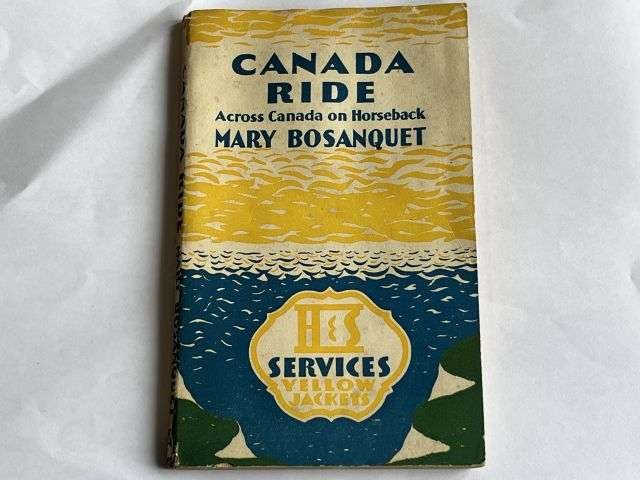 CANADA
RIDE
Across Canada on Horseback
MARY BOSANQUET
H&S
SERVICES
YELLOW
JACKETS